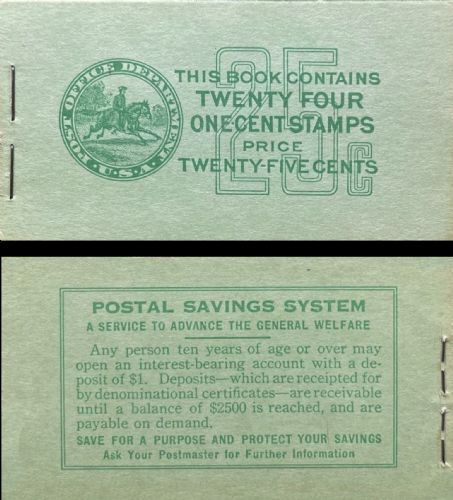 POST OFFICE DEPARTMENT
U.S.A.
25c
THIS BOOK CONTAINS
TWENTY FOUR
ONE CENT STAMPS
PRICE
TWENTY-FIVE CENTS
POSTAL SAVINGS SYSTEM
A SERVICE TO ADVANCE THE GENERAL WELFARE
Any person ten years of age or over may
open an interest-bearing account with a de-
posit of $1. Deposits—which are receipted for
by denominational certificates—are receivable
until a balance of $2500 is reached, and are
payable on demand.
SAVE FOR A PURPOSE AND PROTECT YOUR SAVINGS
Ask Your Postmaster for Further Information